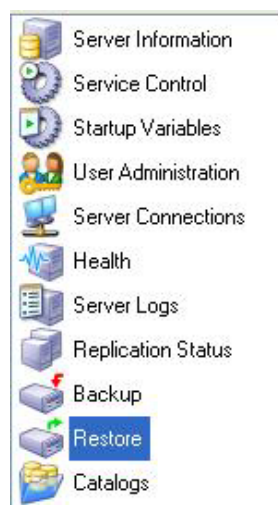 Server Information
Service Control
Startup Variables
User Administration
Server Connections
Health
Server Logs
Replication Status
Backup
Restore
Catalogs